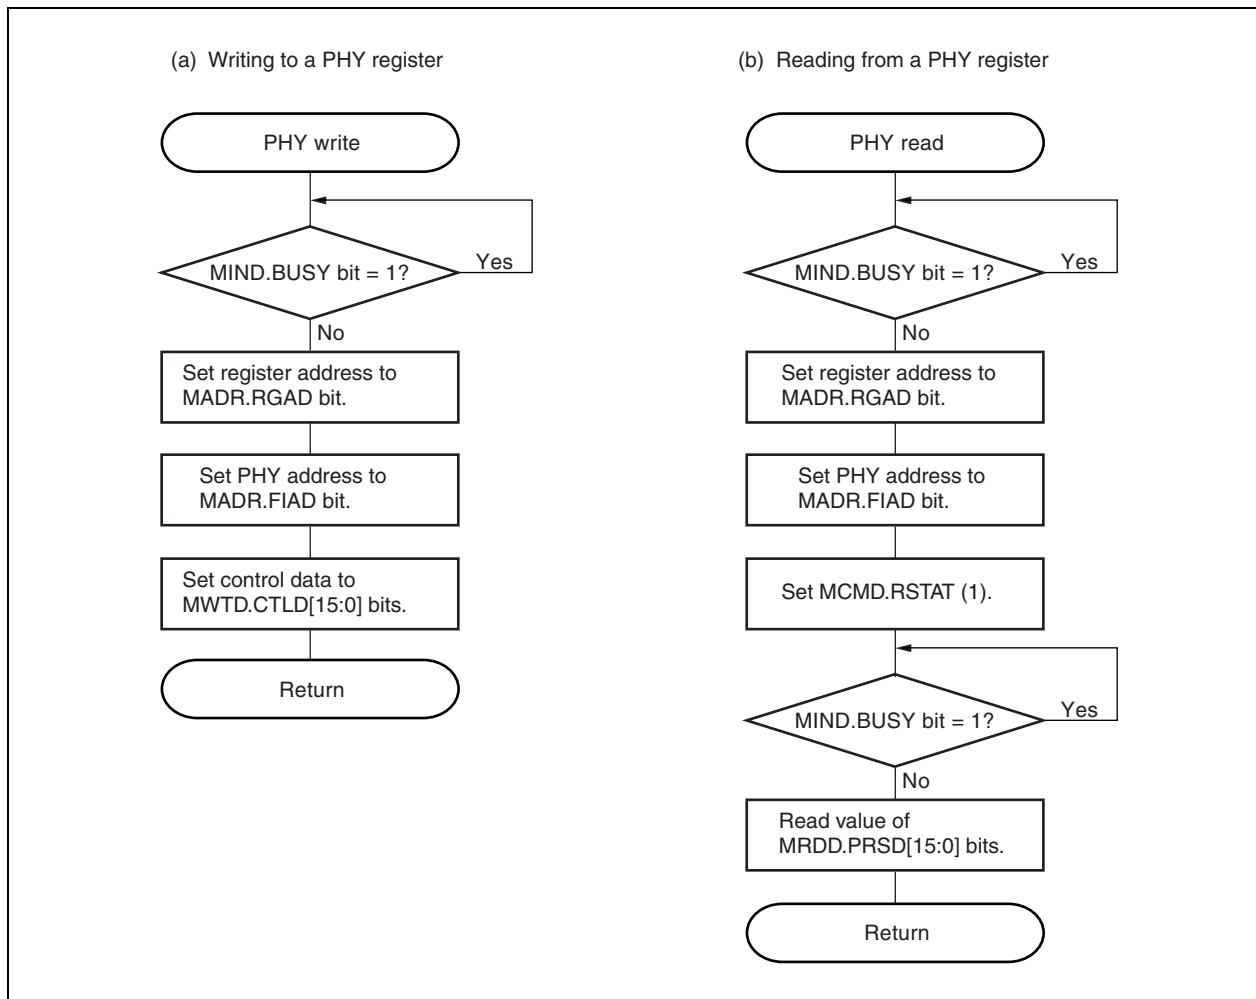 (a) Writing to a PHY register
PHY write
MIND.BUSY bit = 1?
Yes
No
Set register address to
MADR.RGAD bit.
Set PHY address to
MADR.FIAD bit.
Set control data to
MWTD.CTLD[15:0] bits.
Return
(b) Reading from a PHY register
PHY read
MIND.BUSY bit = 1?
Yes
No
Set register address to
MADR.RGAD bit.
Set PHY address to
MADR.FIAD bit.
Set MCMD.RSTAT (1).
MIND.BUSY bit = 1?
Yes
No
Read value of
MRDD.PRSD[15:0] bits.
Return